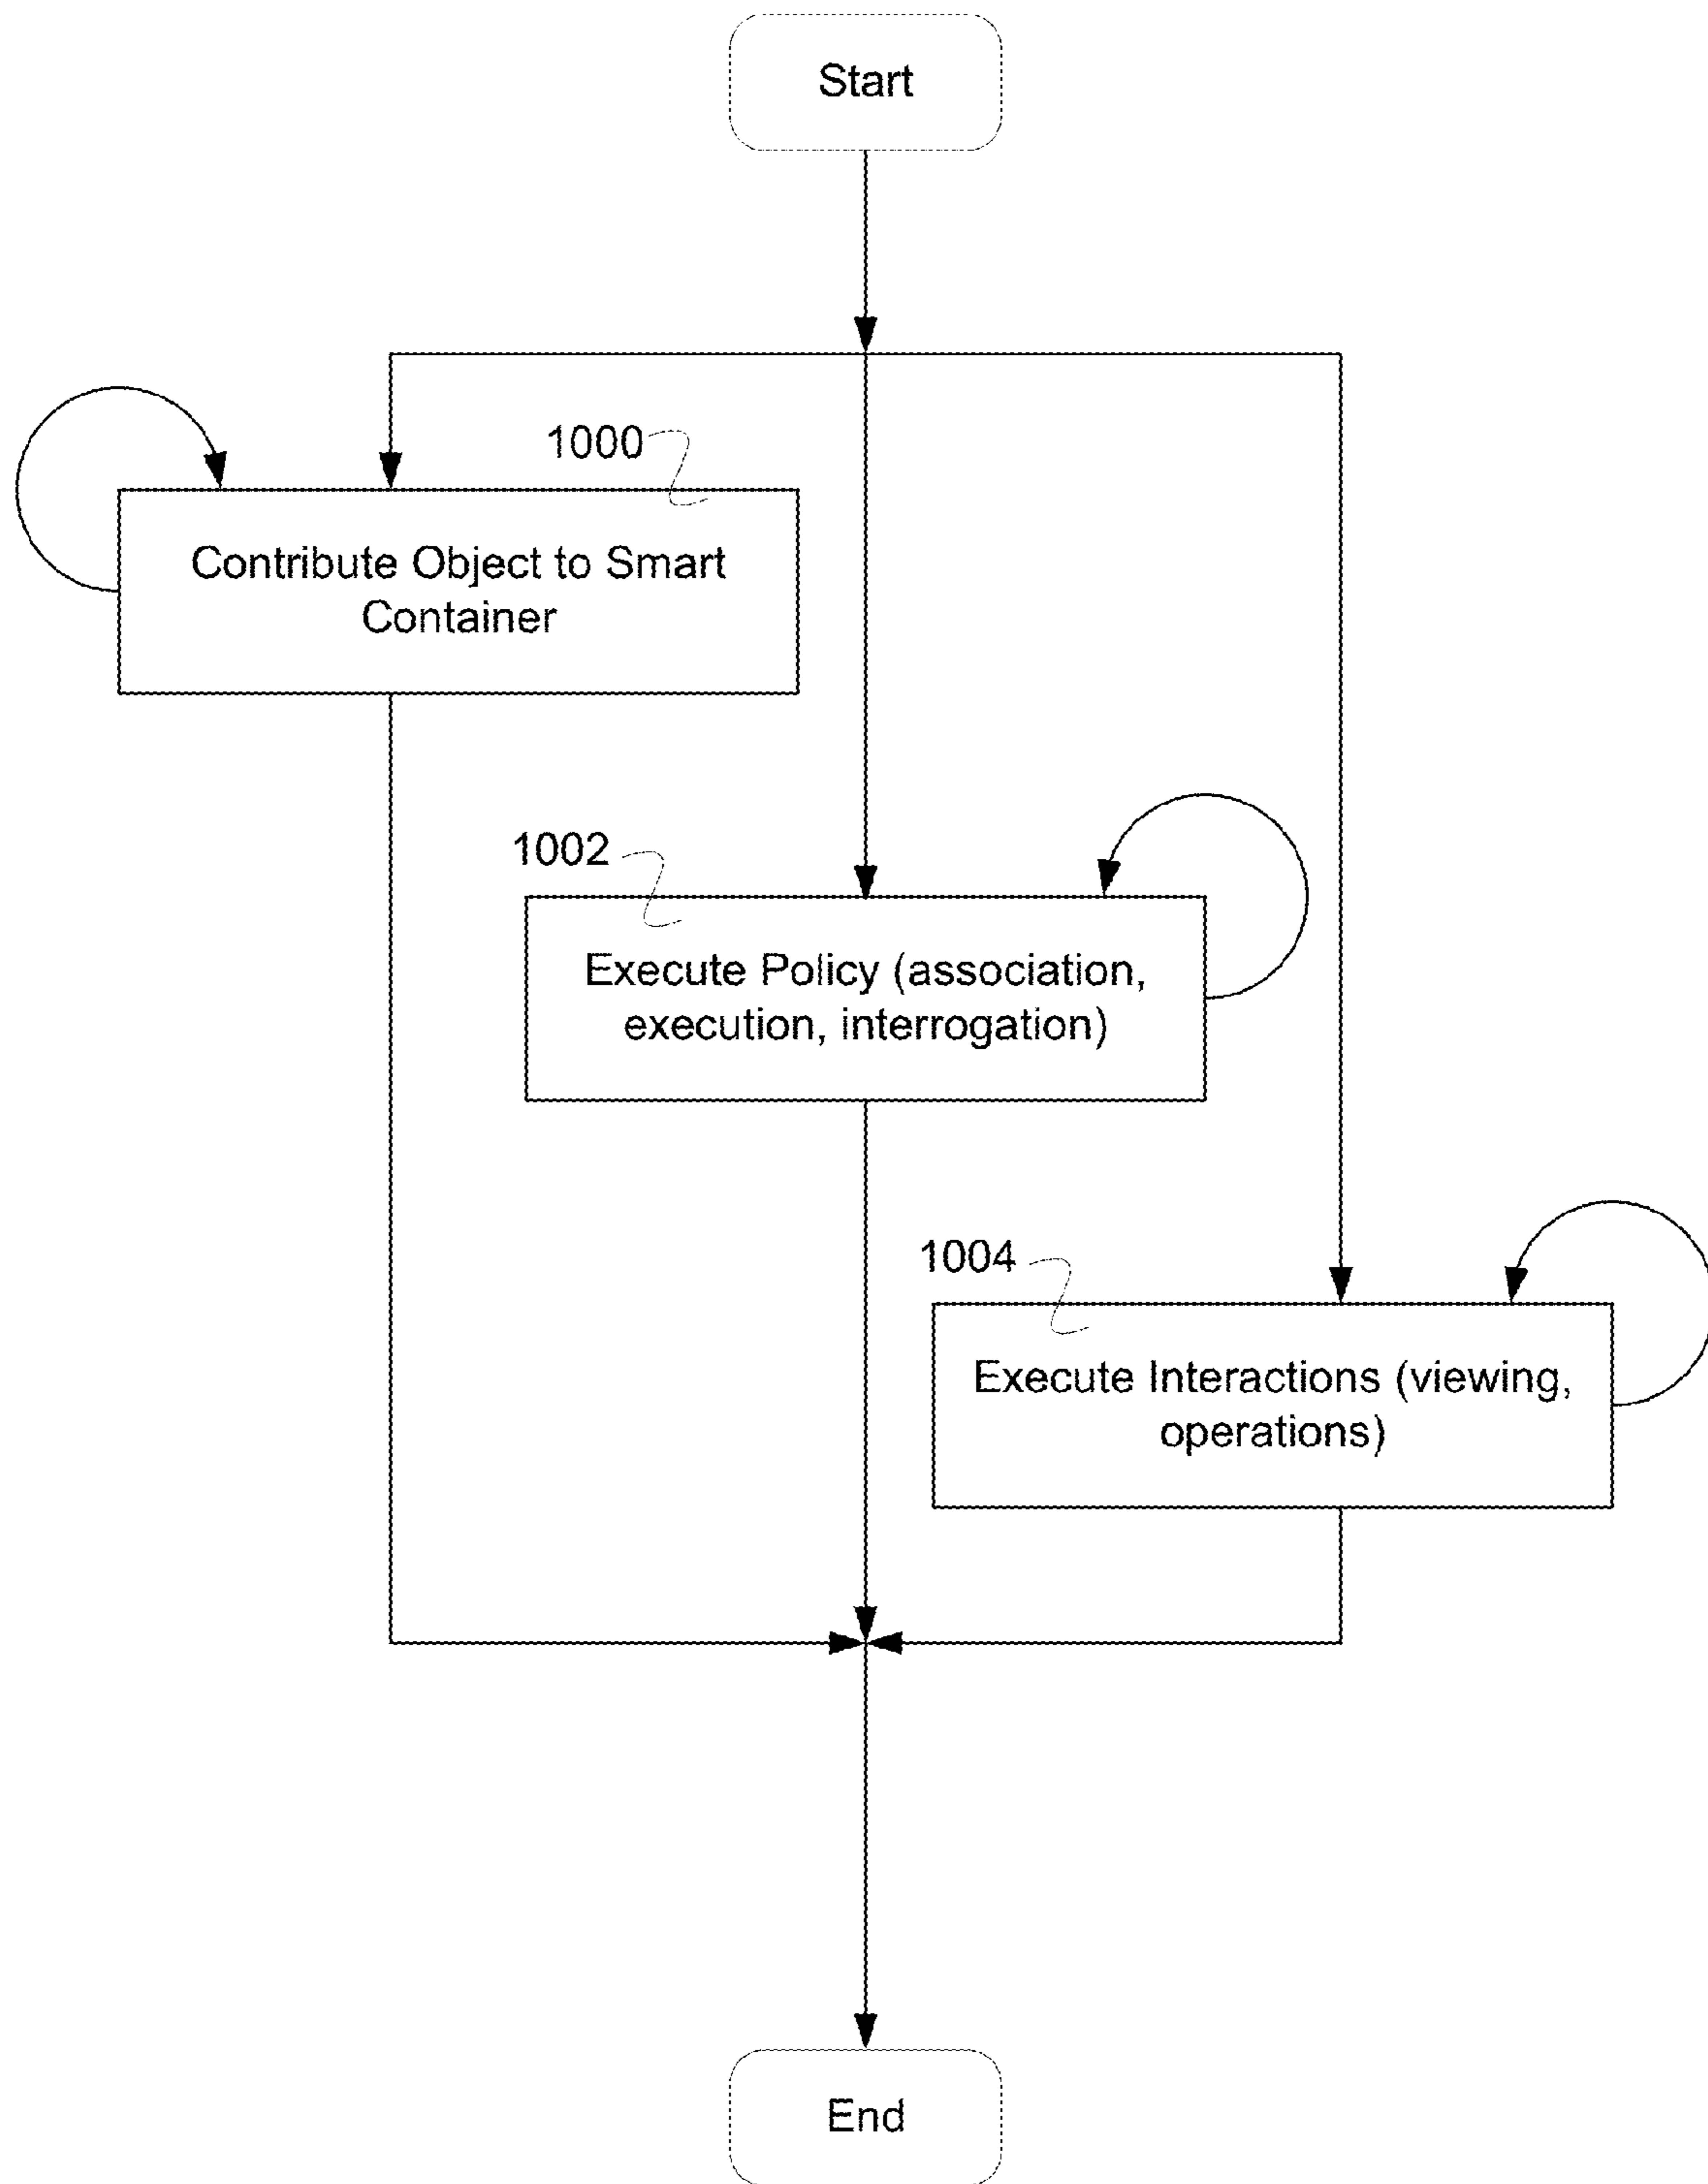 Start
1000
Contribute Object to Smart
Container
1002
Execute Policy (association,
execution, interrogation)
1004
Execute Interactions (viewing,
operations)
End